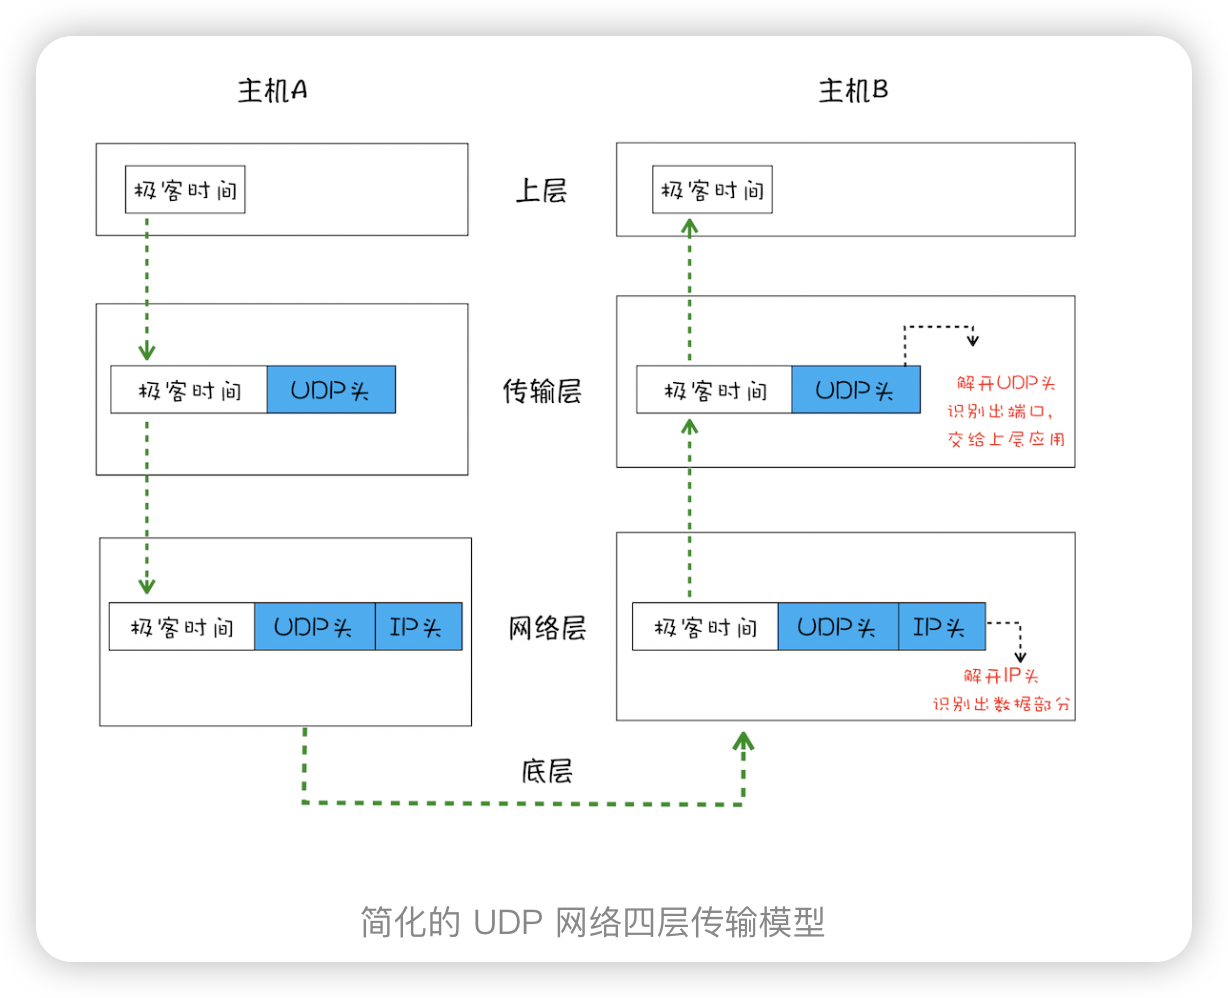 主机A
主机B
极客时间
上层
极客时间
极客时间
UDP头
传输层
极客时间
UDP头
解开UDP头
识别出端口，
交给上层应用
极客时间
UDP头
IP头
网络层
极客时间
UDP头
IP头
解开IP头
识别出数据部分
底层
简化的 UDP 网络四层传输模型